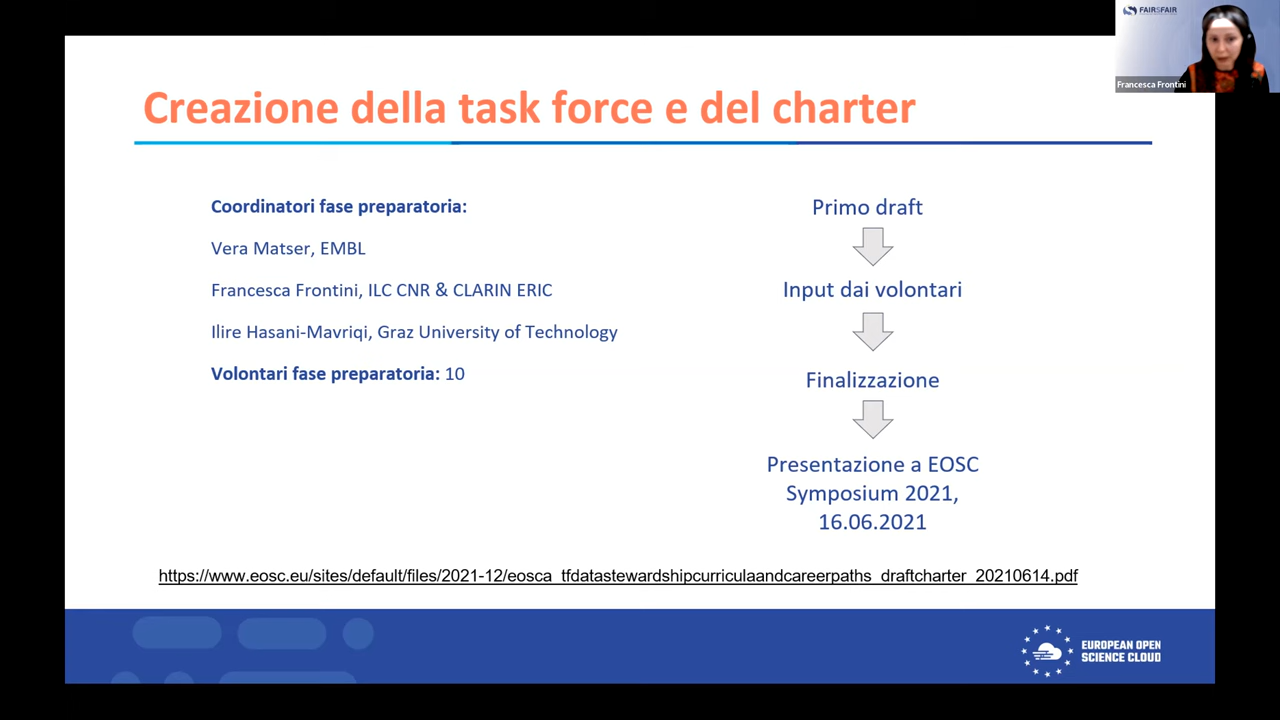 FAIRSFAIR
Francesca Frontini
Creazione della task force e del charter
Coordinatori fase preparatoria:
Vera Matser, EMBL
Francesca Frontini, ILC CNR & CLARIN ERIC
Ilire Hasani-Mavriqi, Graz University of Technology
Volontari fase preparatoria: 10
Primo draft
Input dai volontari
Finalizzazione
Presentazione a EOSC
Symposium 2021,
16.06.2021
https://www.eosc.eu/sites/default/files/2021-12/eosca_tfdatastewardshipcurriculaandcareerpaths_draftcharter_20210614.pdf
EUROPEAN OPEN
SCIENCE CLOUD